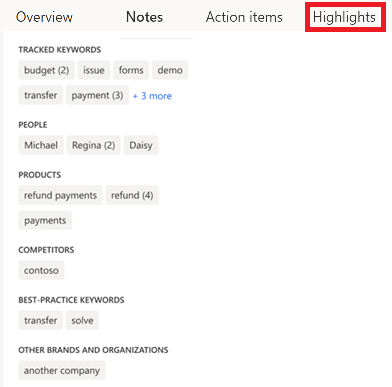 Overview Notes Action items Highlights
TRACKED KEYWORDS
budget (2) issue forms demo
transfer payment (3) + 3 more
PEOPLE
Michael Regina (2) Daisy
PRODUCTS
refund payments refund (4)
payments
COMPETITORS
contoso
BEST-PRACTICE KEYWORDS
transfer solve
OTHER BRANDS AND ORGANIZATIONS
another company